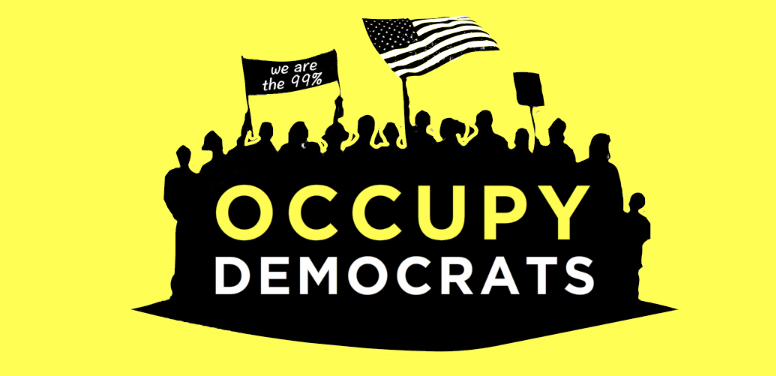 we are
the 99%
OCCUPY
DEMOCRATS